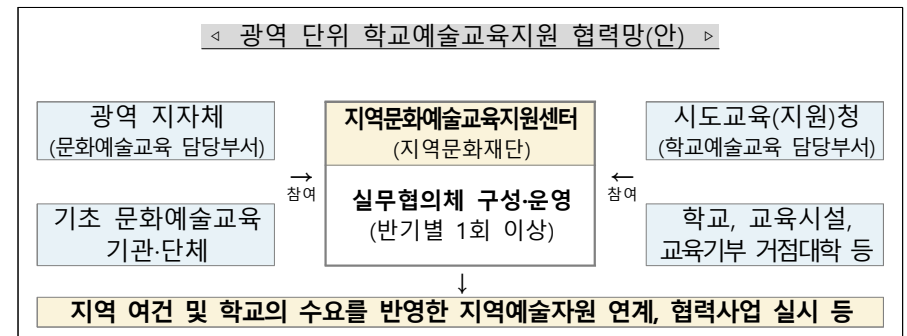 ◃ 광역 단위 학교예술교육지원 협력망(안) ▹
광역 지자체
(문화예술교육 담당부서)
기초 문화예술교육
기관·단체
→
참여
지역문화예술교육지원센터
(지역문화재단)
실무협의체 구성·운영
(반기별 1회 이상)
←
참여
시도교육(지원)청
(학교예술교육 담당부서)
학교, 교육시설,
교육기부 거점대학 등
↓
지역 여건 및 학교의 수요를 반영한 지역예술자원 연계, 협력사업 실시 등